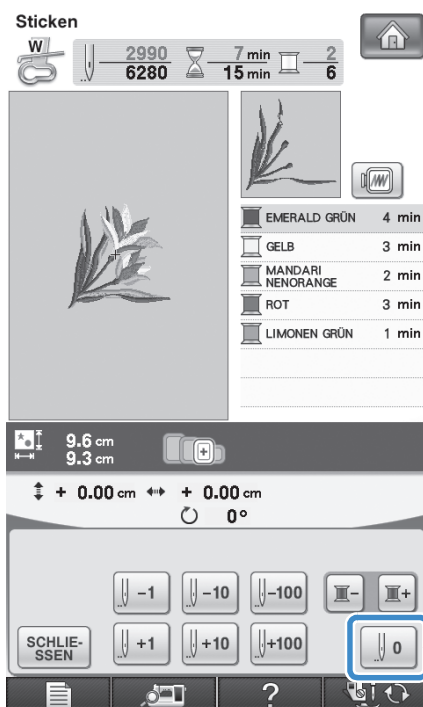 Sticken
W
2990 7 min 2
6280 15 min 6
EMERALD GRÜN 4 min
GELB 3 min
MANDARI
NENORANGE 2 min
ROT 3 min
LIMONEN GRÜN 1 min
9.6 cm
9.3 cm
+ 0.00 cm + 0.00 cm
0°
-1 -10 -100 - +
SCHLIE-
SSEN
+1 +10 +100 0
?